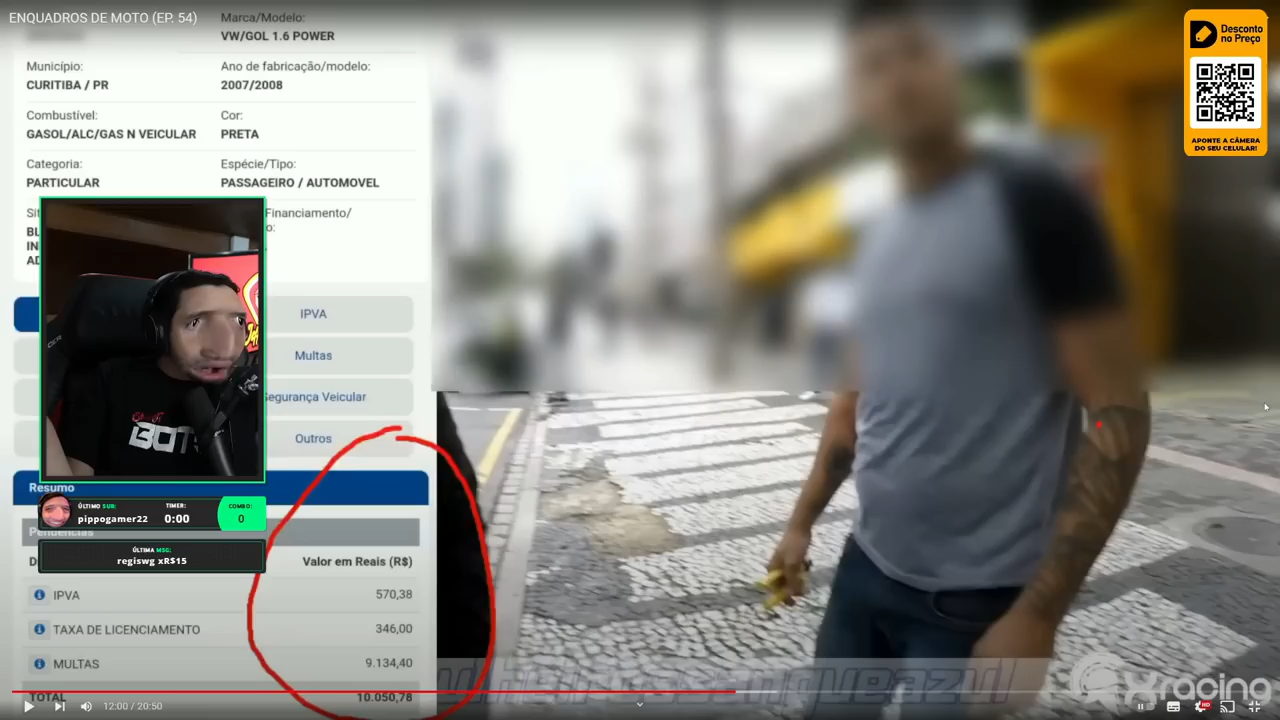 ENQUADROS DE MOTO (EP. 54)
Marca/Modelo:
VW/GOL 1.6 POWER
Município:
CURITIBA / PR
Ano de fabricação/modelo:
2007/2008
Combustível:
GASOL/ALC/GAS N VEICULAR
Cor:
PRETA
Categoria:
PARTICULAR
Espécie/Tipo:
PASSAGEIRO / AUTOMOVEL
Financiamento/
IPVA
Multas
Segurança Veicular
Outros
Resumo
Pendências
Valor em Reais (R$)
IPVA 570,38
TAXA DE LICENCIAMENTO 346,00
MULTAS 9.134,40
TOTAL 10.050,78
BOT
ÚLTIMO SUB:
pippogamer22
TIMER:
0:00
COMBO:
0
ÚLTIMA MSG:
regiswg xR$15
Desconto
no Preço
APONTE A CÂMERA
DO SEU CELULAR!
xracing
12:00 / 20:50
HD